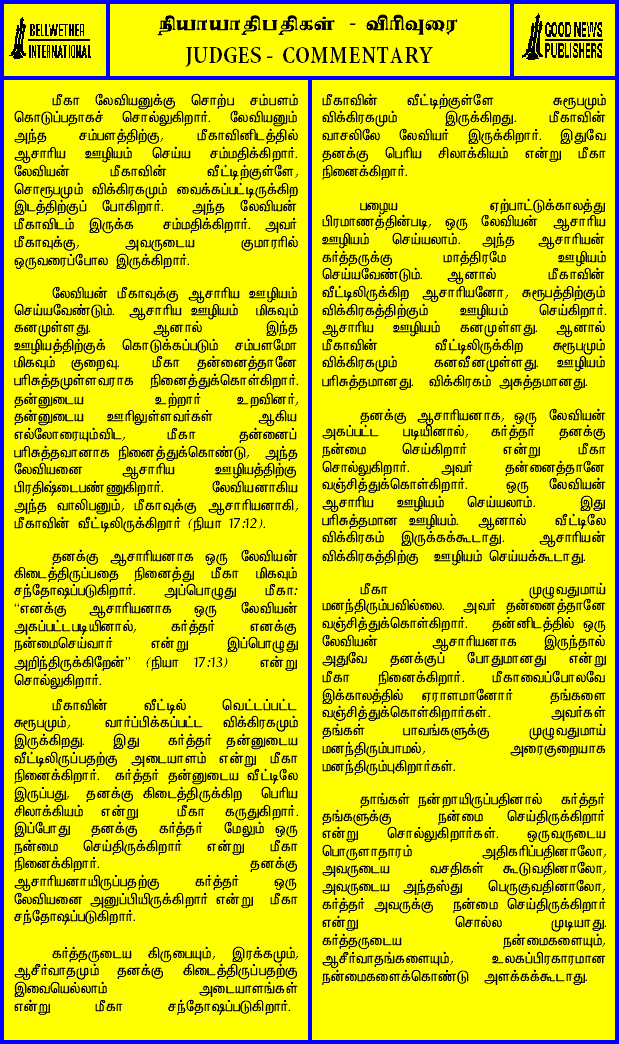 BELLWETHER
INTERNATIONAL
நியாயாதிபதிகள் - விரிவுரை
JUDGES - COMMENTARY
GOOD NEWS
PUBLISHERS
மீகா லேவியனுக்கு சொற்ப சம்பளம்
கொடுப்பதாகச் சொல்லுகிறார். லேவியனும்
அந்த சம்பளத்திற்கு, மீகாவினிடத்தில்
ஆசாரிய ஊழியம் செய்ய சம்மதிக்கிறார்.
லேவியன் மீகாவின் வீட்டிற்குள்ளே,
சொரூபமும் விக்கிரகமும் வைக்கப்பட்டிருக்கிற
இடத்திற்குப் போகிறார். அந்த லேவியன்
மீகாவிடம் இருக்க சம்மதிக்கிறார். அவர்
மீகாவுக்கு, அவருடைய குமாரரில்
ஒருவரைப்போல இருக்கிறார்.
லேவியன் மீகாவுக்கு ஆசாரிய ஊழியம்
செய்யவேண்டும். ஆசாரிய ஊழியம் மிகவும்
கனமுள்ளது. ஆனால் இந்த
ஊழியத்திற்குக் கொடுக்கப்படும் சம்பளமோ
மிகவும் குறைவு. மீகா தன்னைத்தானே
பரிசுத்தமுள்ளவராக நினைத்துக்கொள்கிறார்.
தன்னுடைய உற்றார் உறவினர்,
தன்னுடைய ஊரிலுள்ளவர்கள் ஆகிய
எல்லோரையும்விட, மீகா தன்னைப்
பரிசுத்தவானாக நினைத்துக்கொண்டு, அந்த
லேவியனை ஆசாரிய ஊழியத்திற்கு
பிரதிஷ்டைபண்ணுகிறார். லேவியனாகிய
அந்த வாலிபனும், மீகாவுக்கு ஆசாரியனாகி,
மீகாவின் வீட்டிலிருக்கிறார் (நியா 17:12).
தனக்கு ஆசாரியனாக ஒரு லேவியன்
கிடைத்திருப்பதை நினைத்து மீகா மிகவும்
சந்தோஷப்படுகிறார். அப்பொழுது மீகா:
"எனக்கு ஆசாரியனாக ஒரு லேவியன்
அகப்பட்டபடியினால், கர்த்தர் எனக்கு
நன்மைசெய்வார் என்று இப்பொழுது
அறிந்திருக்கிறேன்" (நியா 17:13) என்று
சொல்லுகிறார்.
மீகாவின் வீட்டில் வெட்டப்பட்ட
சுரூபமும், வார்ப்பிக்கப்பட்ட விக்கிரகமும்
இருக்கிறது. இது கர்த்தர் தன்னுடைய
வீட்டிலிருப்பதற்கு அடையாளம் என்று மீகா
நினைக்கிறார். கர்த்தர் தன்னுடைய வீட்டிலே
இருப்பது, தனக்கு கிடைத்திருக்கிற பெரிய
சிலாக்கியம் என்று மீகா கருதுகிறார்.
இப்போது தனக்கு கர்த்தர் மேலும் ஒரு
நன்மை செய்திருக்கிறார் என்று மீகா
நினைக்கிறார். தனக்கு
ஆசாரியனாயிருப்பதற்கு கர்த்தர் ஒரு
லேவியனை அனுப்பியிருக்கிறார் என்று மீகா
சந்தோஷப்படுகிறார்.
கர்த்தருடைய கிருபையும், இரக்கமும்,
ஆசீர்வாதமும் தனக்கு கிடைத்திருப்பதற்கு
இவையெல்லாம் அடையாளங்கள்
என்று மீகா சந்தோஷப்படுகிறார்.
மீகாவின் வீட்டிற்குள்ளே சுரூபமும்
விக்கிரகமும் இருக்கிறது. மீகாவின்
வாசலிலே லேவியர் இருக்கிறார். இதுவே
தனக்கு பெரிய சிலாக்கியம் என்று மீகா
நினைக்கிறார்.
பழைய ஏற்பாட்டுக்காலத்து
பிரமாணத்தின்படி, ஒரு லேவியன் ஆசாரிய
ஊழியம் செய்யலாம். அந்த ஆசாரியன்
கர்த்தருக்கு மாத்திரமே ஊழியம்
செய்யவேண்டும். ஆனால் மீகாவின்
வீட்டிலிருக்கிற ஆசாரியனோ, சுரூபத்திற்கும்
விக்கிரகத்திற்கும் ஊழியம் செய்கிறார்.
ஆசாரிய ஊழியம் கனமுள்ளது. ஆனால்
மீகாவின் வீட்டிலிருக்கிற சுரூபமும்
விக்கிரகமும் கனவீனமுள்ளது. ஊழியம்
பரிசுத்தமானது. விக்கிரகம் அசுத்தமானது.
தனக்கு ஆசாரியனாக, ஒரு லேவியன்
அகப்பட்ட படியினால், கர்த்தர் தனக்கு
நன்மை செய்கிறார் என்று மீகா
சொல்லுகிறார். அவர் தன்னைத்தானே
வஞ்சித்துக்கொள்கிறார். ஒரு லேவியன்
ஆசாரிய ஊழியம் செய்யலாம். இது
பரிசுத்தமான ஊழியம். ஆனால் வீட்டிலே
விக்கிரகம் இருக்கக்கூடாது. ஆசாரியன்
விக்கிரகத்திற்கு ஊழியம் செய்யக்கூடாது.
மீகா முழுவதுமாய்
மனந்திரும்பவில்லை. அவர் தன்னைத்தானே
வஞ்சித்துக்கொள்கிறார். தன்னிடத்தில் ஒரு
லேவியன் ஆசாரியனாக இருந்தால்
அதுவே தனக்குப் போதுமானது என்று
மீகா நினைக்கிறார். மீகாவைப்போலவே
இக்காலத்தில் ஏராளமானோர் தங்களை
வஞ்சித்துக்கொள்கிறார்கள். அவர்கள்
தங்கள் பாவங்களுக்கு முழுவதுமாய்
மனந்திரும்பாமல், அரைகுறையாக
மனந்திரும்புகிறார்கள்.
தாங்கள் நன்றாயிருப்பதினால் கர்த்தர்
தங்களுக்கு நன்மை செய்திருக்கிறார்
என்று சொல்லுகிறார்கள். ஒருவருடைய
பொருளாதாரம் அதிகரிப்பதினாலோ,
அவருடைய வசதிகள் கூடுவதினாலோ,
அவருடைய அந்தஸ்து பெருகுவதினாலோ,
கர்த்தர் அவருக்கு நன்மை செய்திருக்கிறார்
என்று சொல்ல முடியாது.
கர்த்தருடைய நன்மைகளையும்,
ஆசீர்வாதங்களையும், உலகப்பிரகாரமான
நன்மைகளைக்கொண்டு அளக்கக்கூடாது.